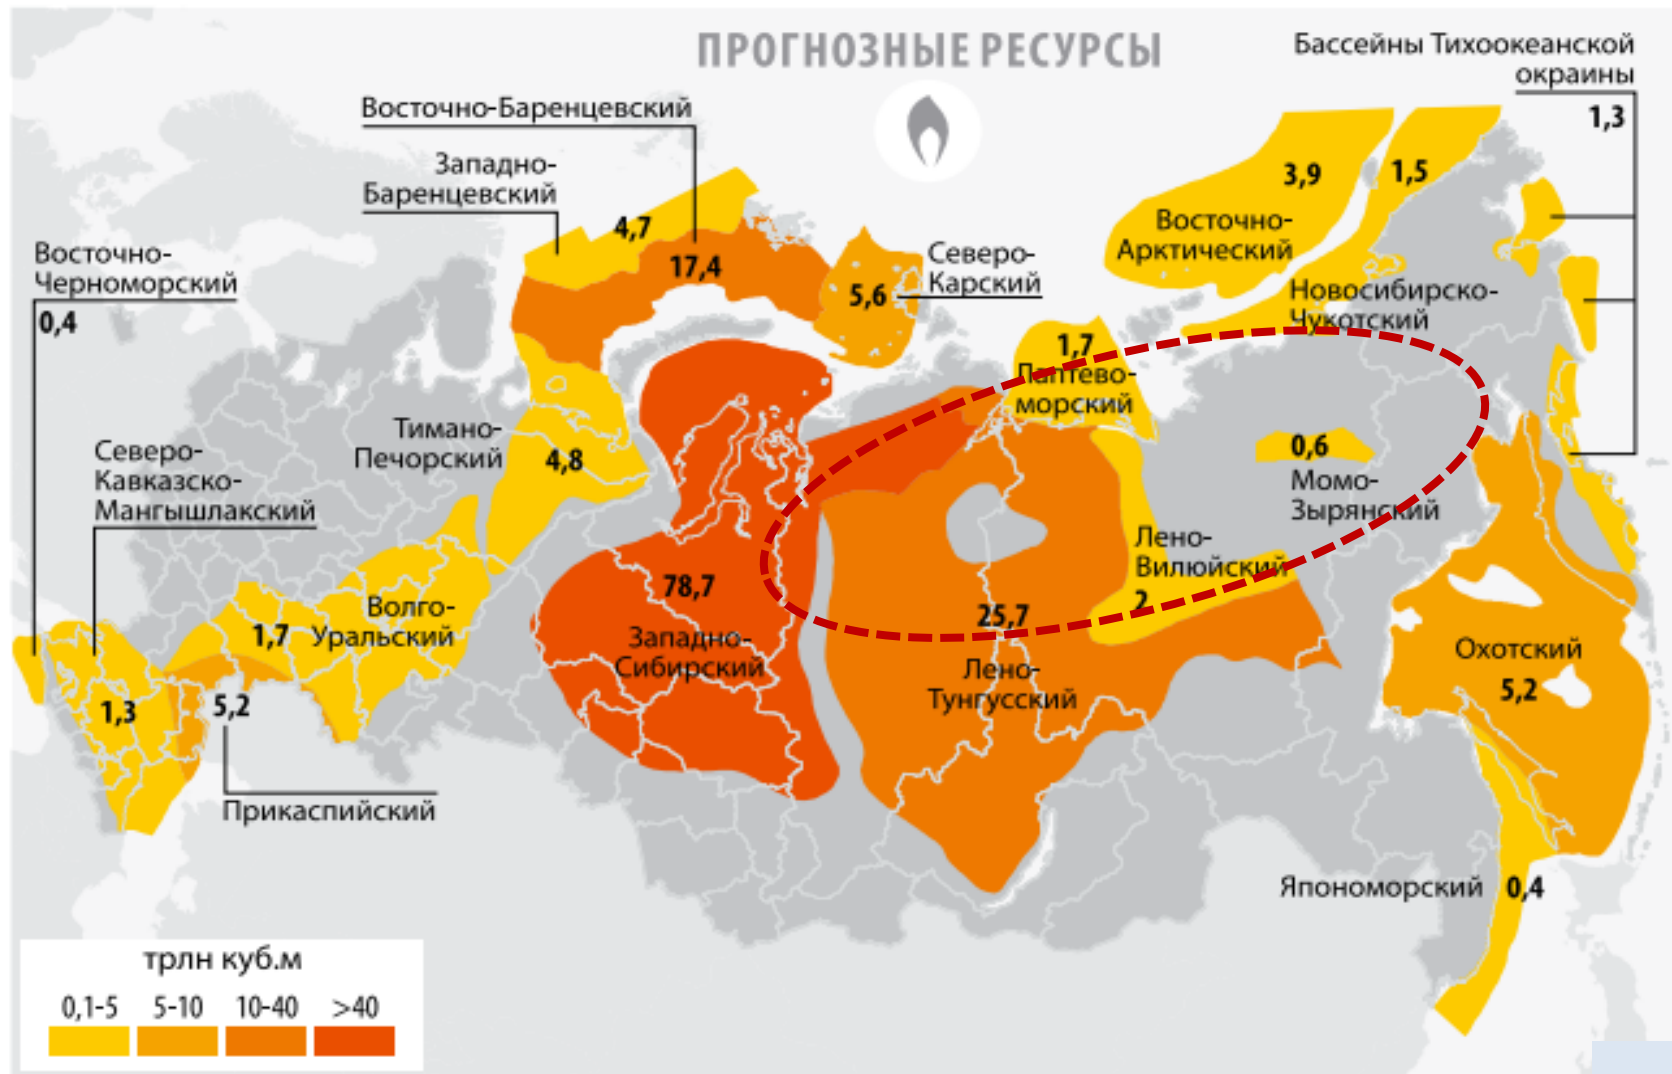 ПРОГНОЗНЫЕ РЕСУРСЫ
Бассейны Тихоокеанской
окраины
1,3
Восточно-Баренцевский
Западно-
Баренцевский
4,7
17,4
Восточно-
Черноморский
0,4
5,6
Северо-
Карский
3,9
Восточно-
Арктический
1,5
Новосибирско-
Чукотский
1,7
Лаптево-
морский
Тимано-
Печорский
4,8
Северо-
Кавказско-
Мангышлакский
0,6
Момо-
Зырянский
Лено-
Вилюйский
2
78,7
Западно-
Сибирский
25,7
Лено-
Тунгусский
Волго-
Уральский
1,7
1,3
5,2
Прикаспийский
Охотский
5,2
Япономорский
0,4
трлн куб.м
0,1-5 5-10 10-40 >40